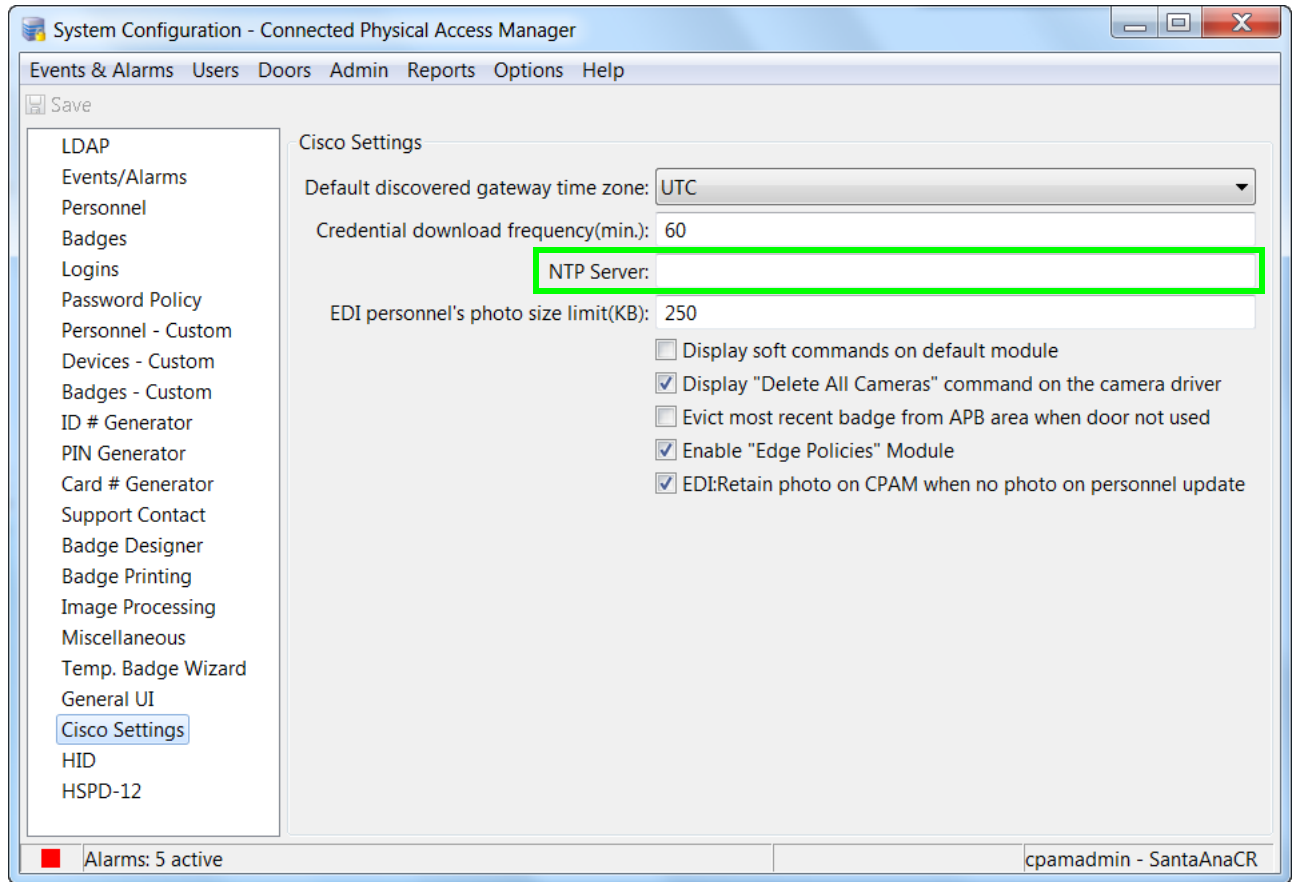 System Configuration - Connected Physical Access Manager
Events & Alarms Users Doors Admin Reports Options Help
Save
LDAP
Events/Alarms
Personnel
Badges
Logins
Password Policy
Personnel - Custom
Devices - Custom
Badges - Custom
ID # Generator
PIN Generator
Card # Generator
Support Contact
Badge Designer
Badge Printing
Image Processing
Miscellaneous
Temp. Badge Wizard
General UI
Cisco Settings
HID
HSPD-12
Cisco Settings
Default discovered gateway time zone: UTC
Credential download frequency(min.): 60
NTP Server:
EDI personnel's photo size limit(KB): 250
Display soft commands on default module
Display "Delete All Cameras" command on the camera driver
Evict most recent badge from APB area when door not used
Enable "Edge Policies" Module
EDI:Retain photo on CPAM when no photo on personnel update
Alarms: 5 active
cpamadmin - SantaAnaCR